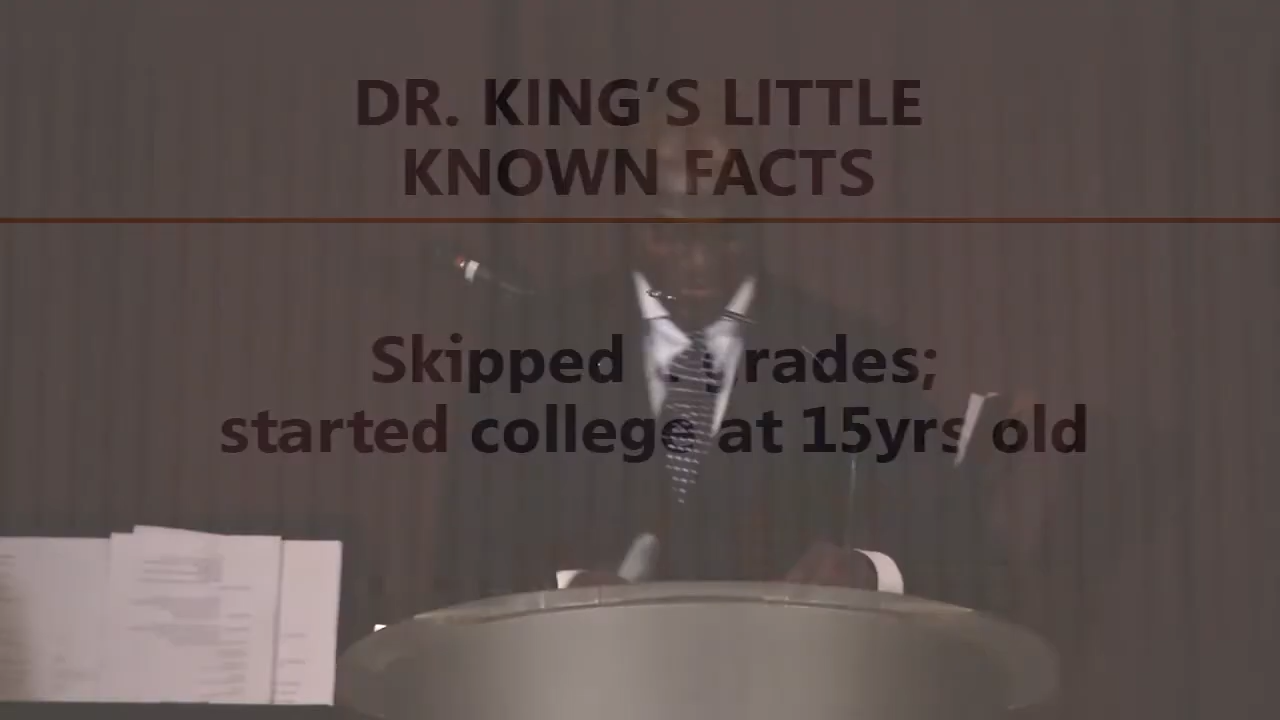 DR. KING'S LITTLE
KNOWN FACTS
Skipped grades;
started college at 15yrs old